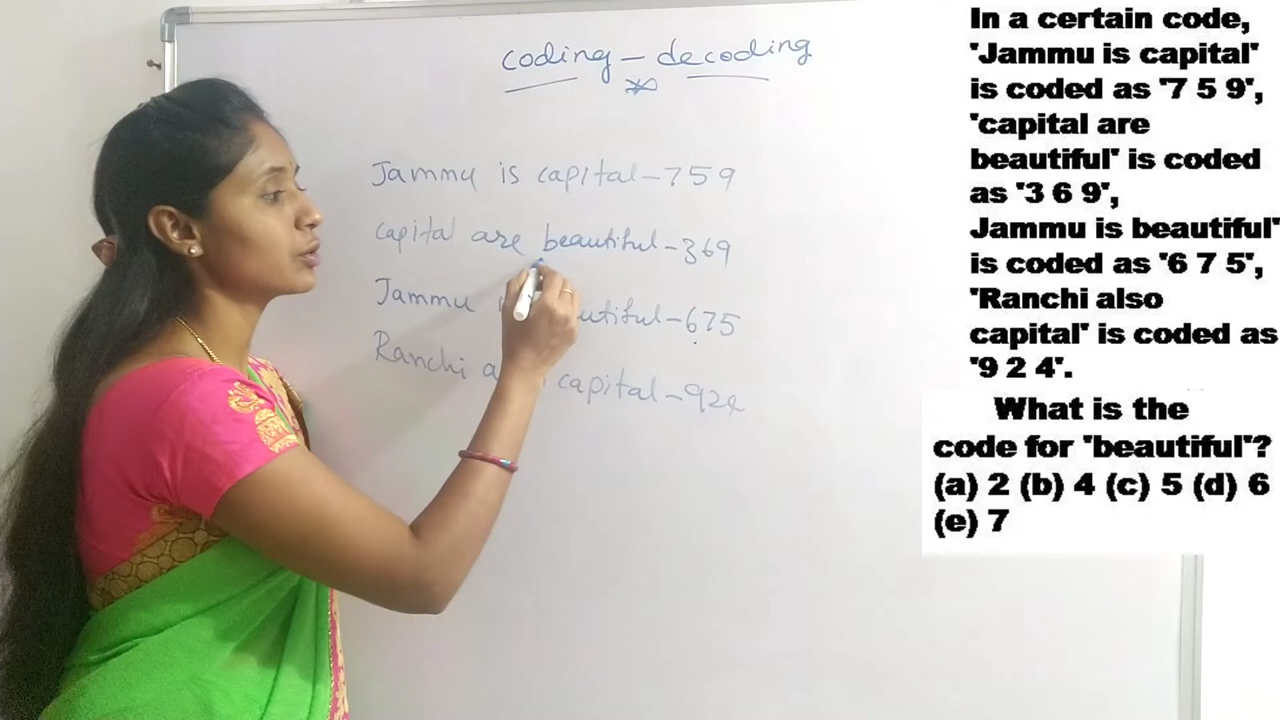 coding - decoding
Jammu is capital - 759
capital are beautiful - 369
Jammu - 675
Ranchi capital - 924
In a certain code,
'Jammu is capital'
is coded as '7 5 9',
'capital are
beautiful' is coded
as '3 6 9',
Jammu is beautiful'
is coded as '6 7 5',
'Ranchi also
capital' is coded as
'9 2 4'.
What is the
code for 'beautiful'?
(a) 2 (b) 4 (c) 5 (d) 6
(e) 7